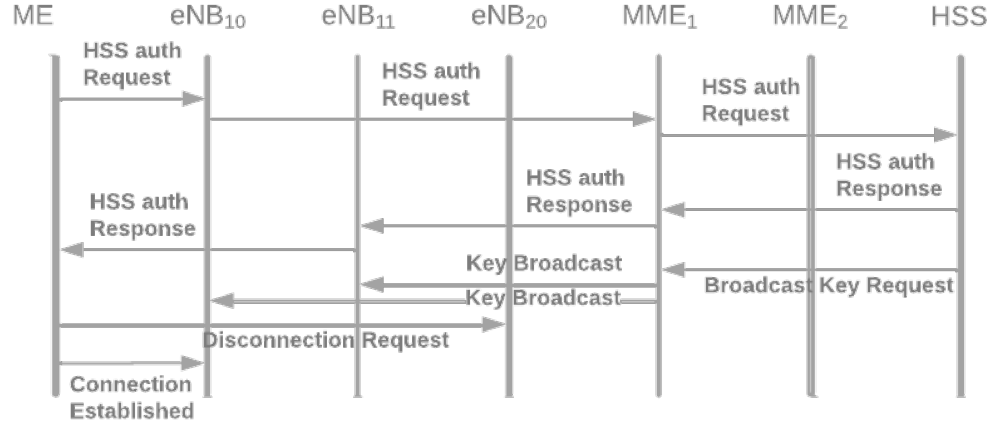 ME eNB10 eNB11 eNB20 MME1 MME2 HSS
HSS auth
Request
HSS auth
Request
HSS auth
Request
HSS auth
Response
HSS auth
Response
HSS auth
Response
Key Broadcast
Broadcast Key Request
Key Broadcast
Disconnection Request
Connection
Established